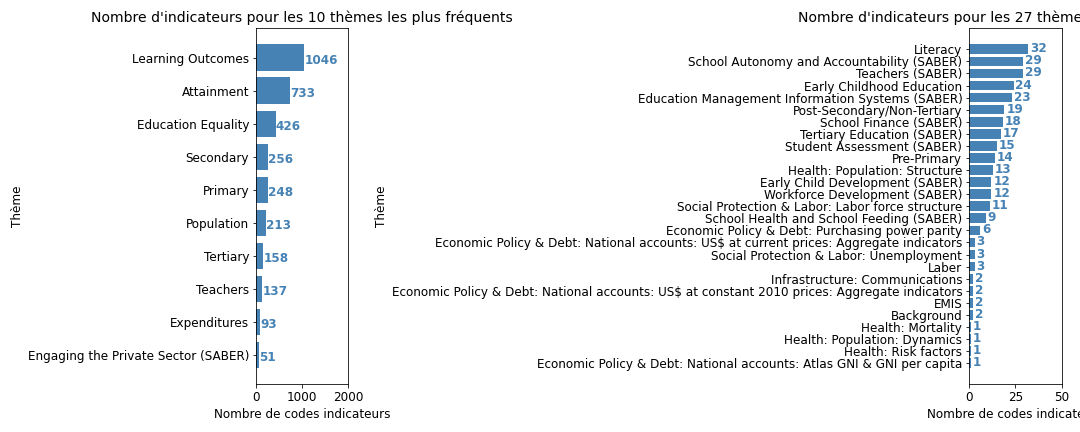 Nombre d'indicateurs pour les 10 thèmes les plus fréquents
Thème
Learning Outcomes 1046
Attainment 733
Education Equality 426
Secondary 256
Primary 248
Population 213
Tertiary 158
Teachers 137
Expenditures 93
Engaging the Private Sector (SABER) 51
0 1000 2000
Nombre de codes indicateurs
Nombre d'indicateurs pour les 27 thème
Thème
Literacy 32
School Autonomy and Accountability (SABER) 29
Teachers (SABER) 29
Early Childhood Education 24
Education Management Information Systems (SABER) 23
Post-Secondary/Non-Tertiary 19
School Finance (SABER) 18
Tertiary Education (SABER) 17
Student Assessment (SABER) 15
Pre-Primary 14
Health: Population: Structure 13
Early Child Development (SABER) 12
Workforce Development (SABER) 12
Social Protection & Labor: Labor force structure 11
School Health and School Feeding (SABER) 9
Economic Policy & Debt: Purchasing power parity 6
Economic Policy & Debt: National accounts: US$ at current prices: Aggregate indicators 3
Social Protection & Labor: Unemployment 3
Laber 3
Infrastructure: Communications 2
Economic Policy & Debt: National accounts: US$ at constant 2010 prices: Aggregate indicators 2
EMIS 2
Background 2
Health: Mortality 1
Health: Population: Dynamics 1
Health: Risk factors 1
Economic Policy & Debt: National accounts: Atlas GNI & GNI per capita 1
0 25 50
Nombre de codes indicate